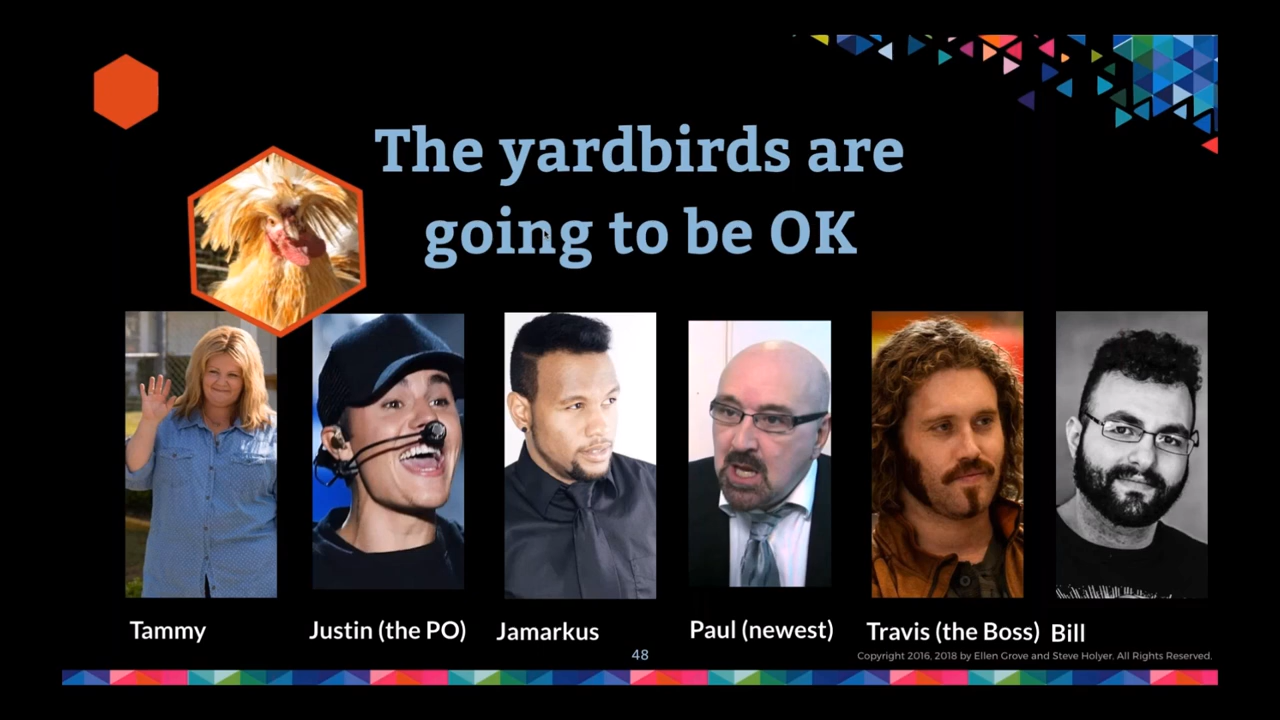 The yardbirds are
going to be OK
Tammy
Justin (the PO)
Jamarkus
Paul (newest)
Travis (the Boss)
Bill
48
Copyright 2016, 2018 by Ellen Grove and Steve Holyer. All Rights Reserved.